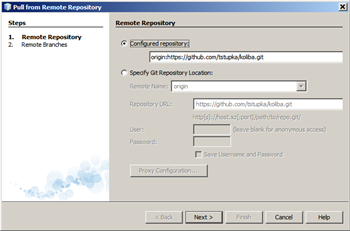 Pull from Remote Repository
Steps
1. Remote Repository
2. Remote Branches
Remote Repository
Configured repository:
origin:https://github.com/tstupka/koliba.git
Specify Git Repository Location:
Remote Name: origin
Repository URL: https://github.com/tstupka/koliba.git
http[s]://host.xz[:port]/path/to/repo.git/
User: (leave blank for anonymous access)
Password:
Save Username and Password
Proxy Configuration...
< Back Next > Finish Cancel Help